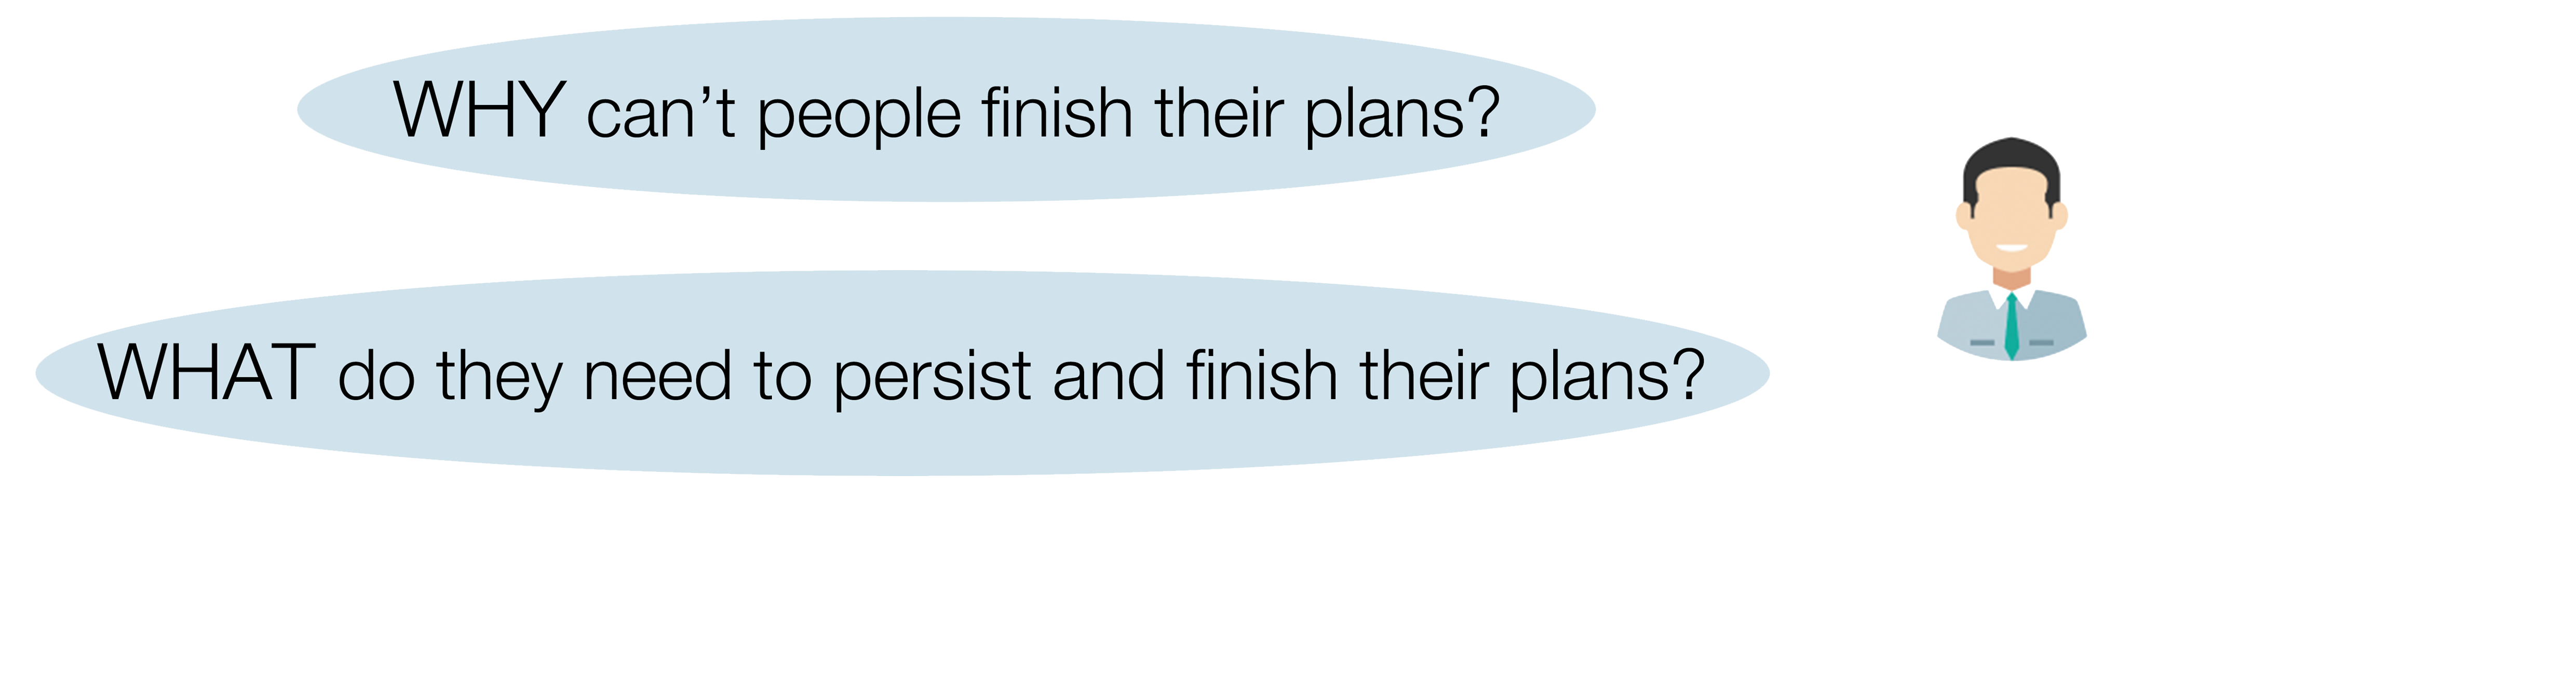 WHY can’t people finish their plans?
WHAT do they need to persist and finish their plans?